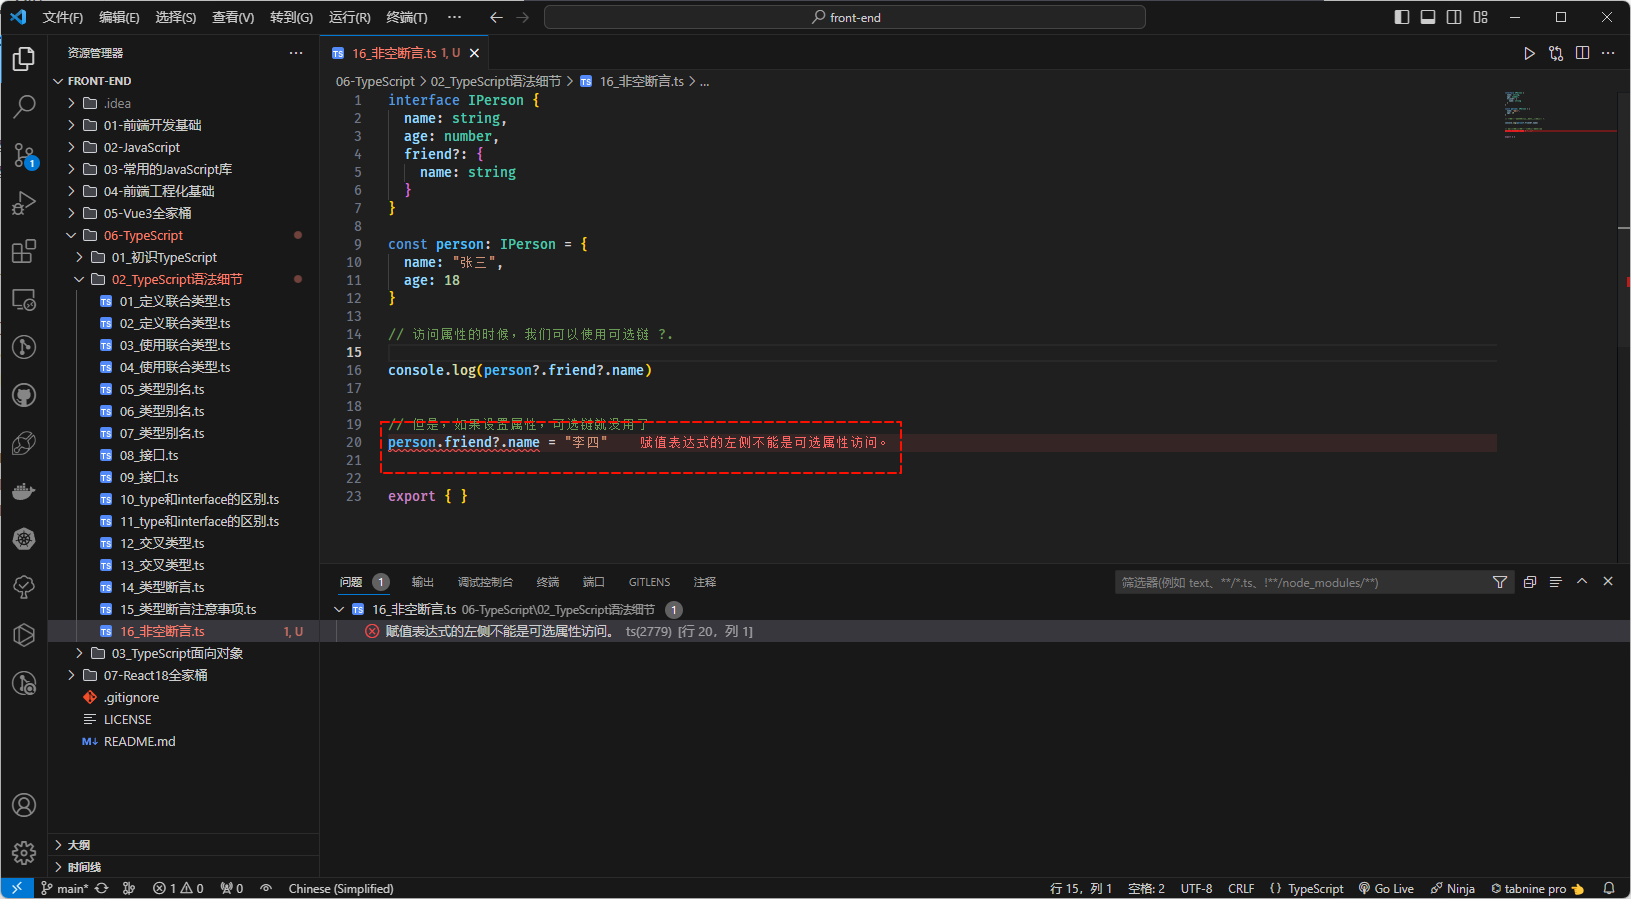 文件(F) 编辑(E) 选择(S) 查看(V) 转到(G) 运行(R) 终端(T) ··· front-end
资源管理器 ···
FRONT-END
.idea
01-前端开发基础
02-JavaScript
03-常用的JavaScript库
04-前端工程化基础
05-Vue3全家桶
06-TypeScript
01_初识TypeScript
02_TypeScript语法细节
01_定义联合类型.ts
02_定义联合类型.ts
03_使用联合类型.ts
04_使用联合类型.ts
05_类型别名.ts
06_类型别名.ts
07_类型别名.ts
08_接口.ts
09_接口.ts
10_type和interface的区别.ts
11_type和interface的区别.ts
12_交叉类型.ts
13_交叉类型.ts
14_类型断言.ts
15_类型断言注意事项.ts
16_非空断言.ts 1, U
03_TypeScript面向对象
07-React18全家桶
.gitignore
LICENSE
README.md
大纲
时间线
TS 16_非空断言.ts 1, U
06-TypeScript > 02_TypeScript语法细节 > TS 16_非空断言.ts > ...
1 interface IPerson {
2 name: string,
3 age: number,
4 friend?: {
5 name: string
6 }
7 }
8
9 const person: IPerson = {
10 name: "张三",
11 age: 18
12 }
13
14 // 访问属性的时候，我们可以使用可选链 ?.
15
16 console.log(person?.friend?.name)
17
18
19 // 但是，如果设置属性，可选链就没用了
20 person.friend?.name = "李四" 赋值表达式的左侧不能是可选属性访问。
21
22
23 export { }
问题 1 输出 调试控制台 终端 端口 GITLENS 注释 筛选器(例如 text、**/*.ts、!**/node_modules/**)
TS 16_非空断言.ts 06-TypeScript\02_TypeScript语法细节 1
赋值表达式的左侧不能是可选属性访问。 ts(2779) [行 20，列 1]
main* 1 0 0 Chinese (Simplified) 行 15，列 1 空格: 2 UTF-8 CRLF {} TypeScript Go Live Ninja tabnine pro